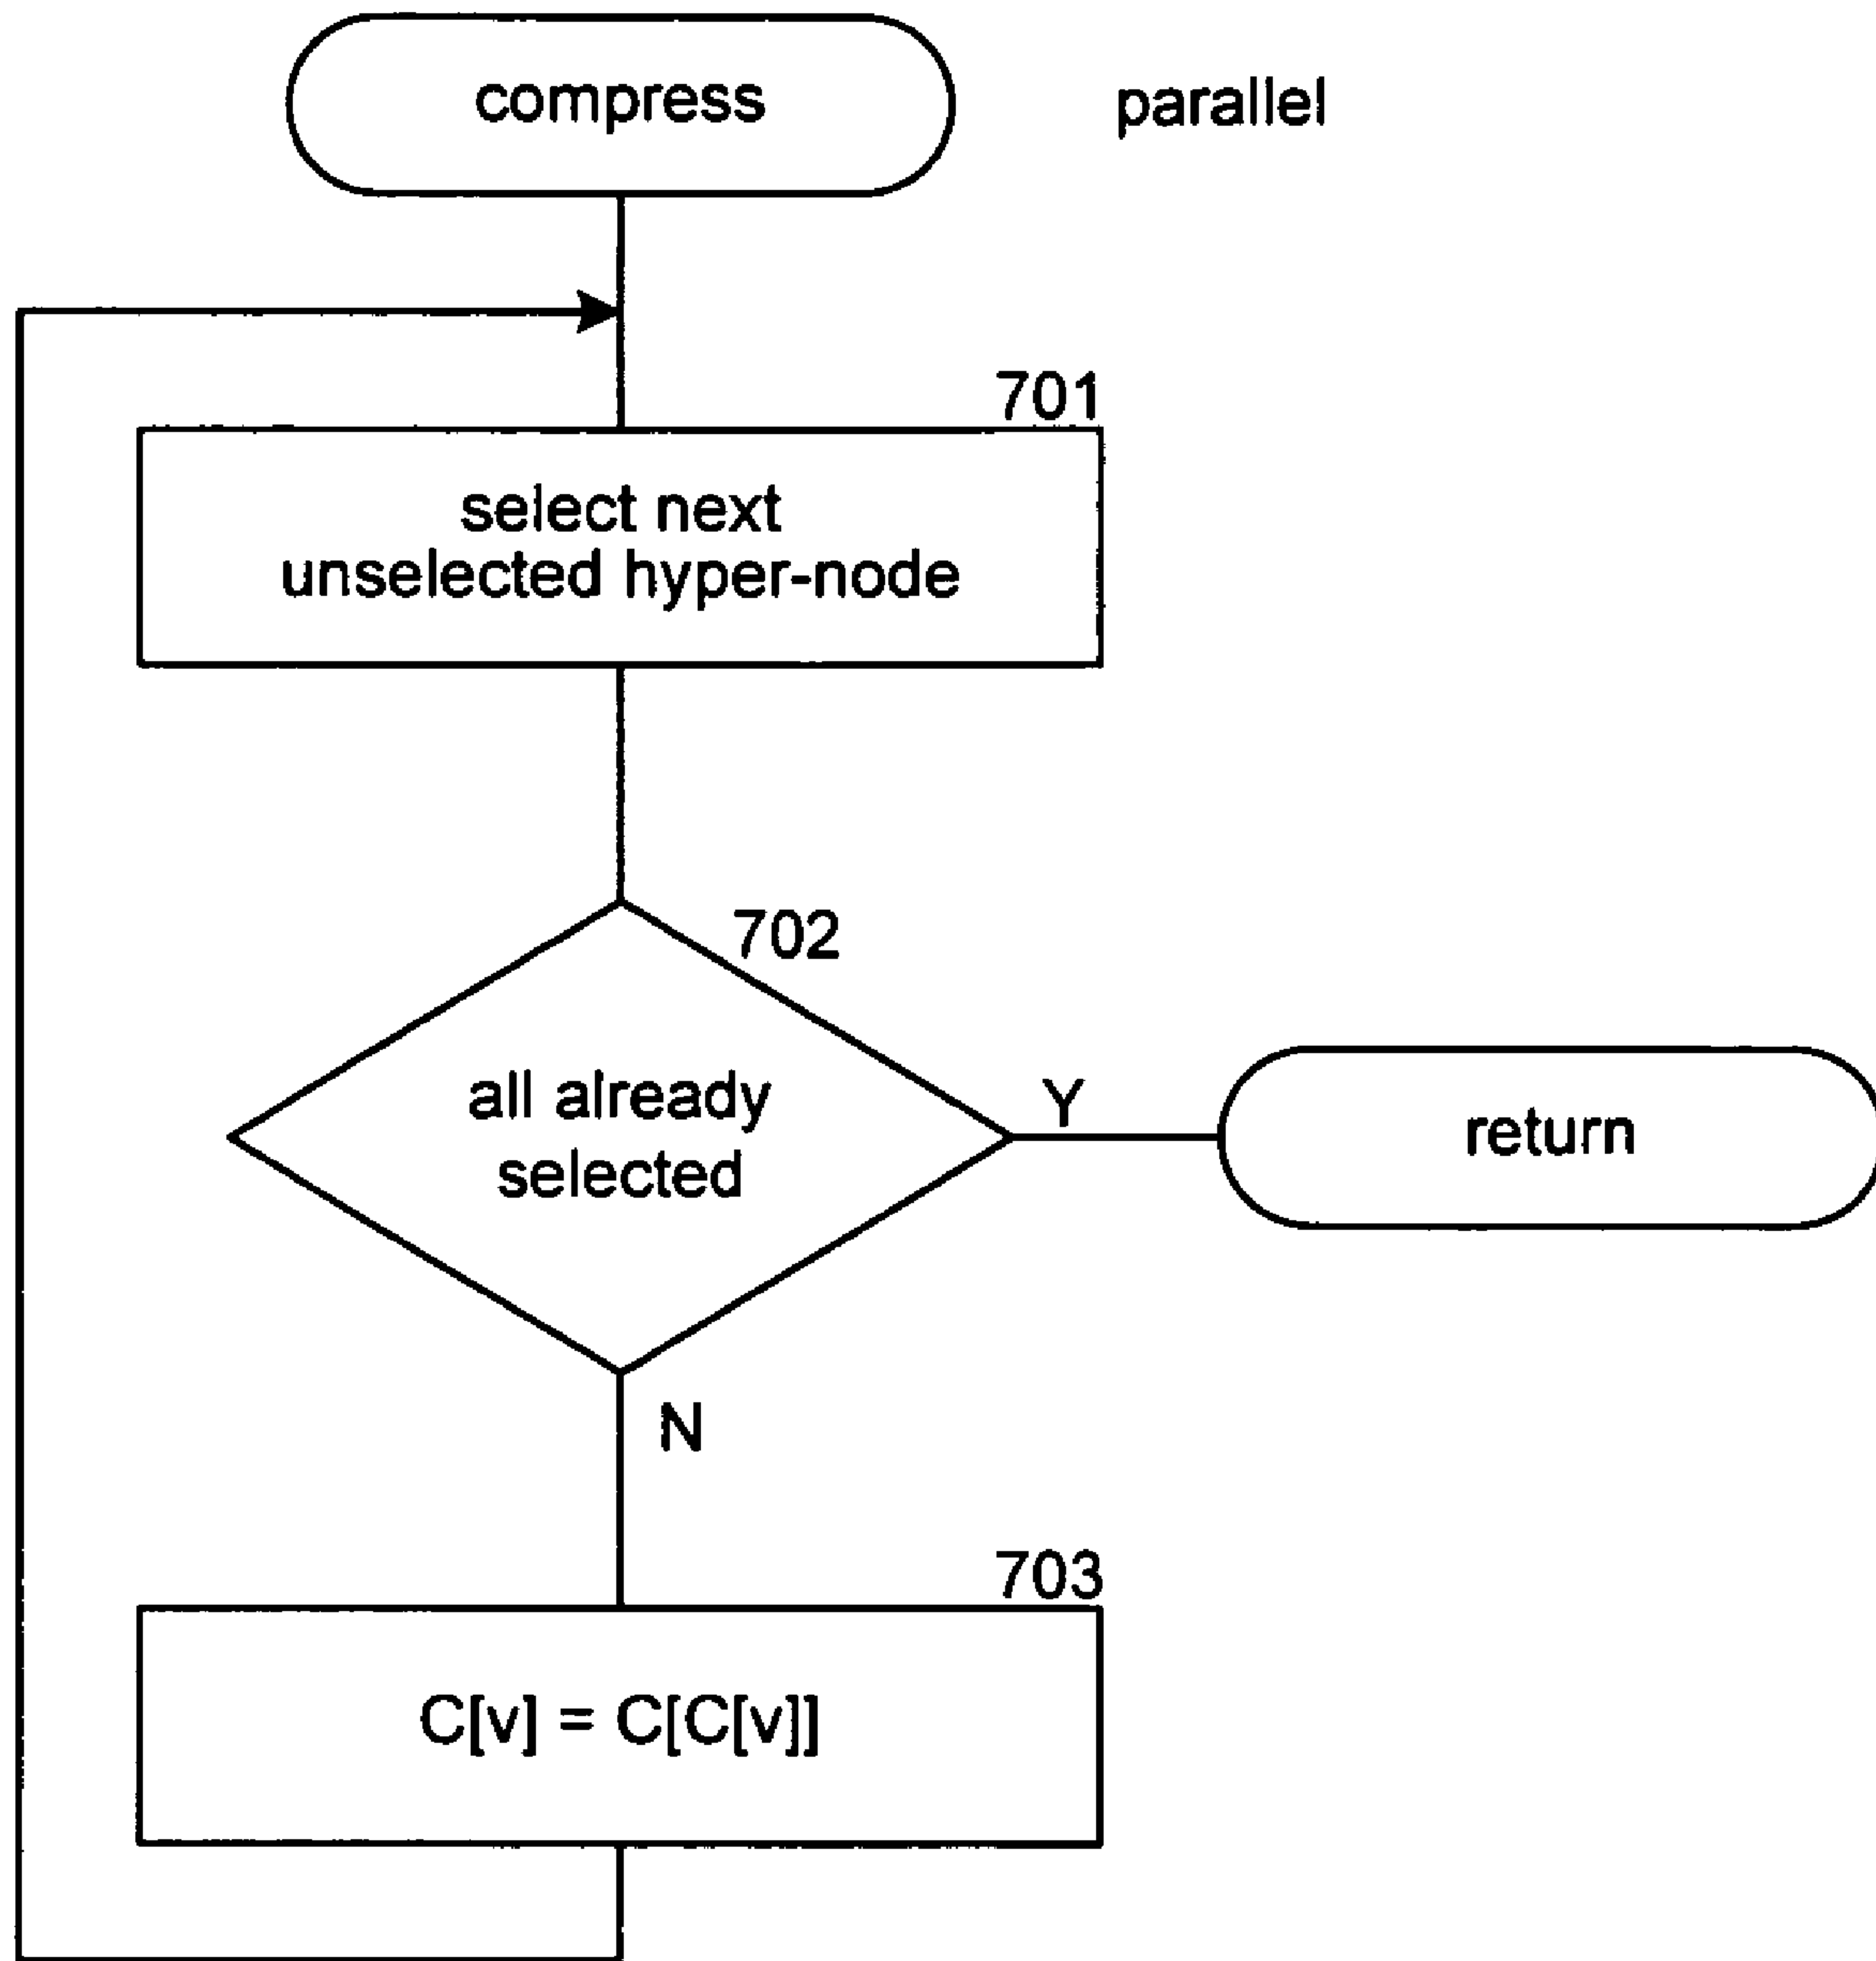 compress
parallel
701
select next
unselected hyper-node
702
all already
selected
Y
return
N
703
C[v] = C[C[v]]